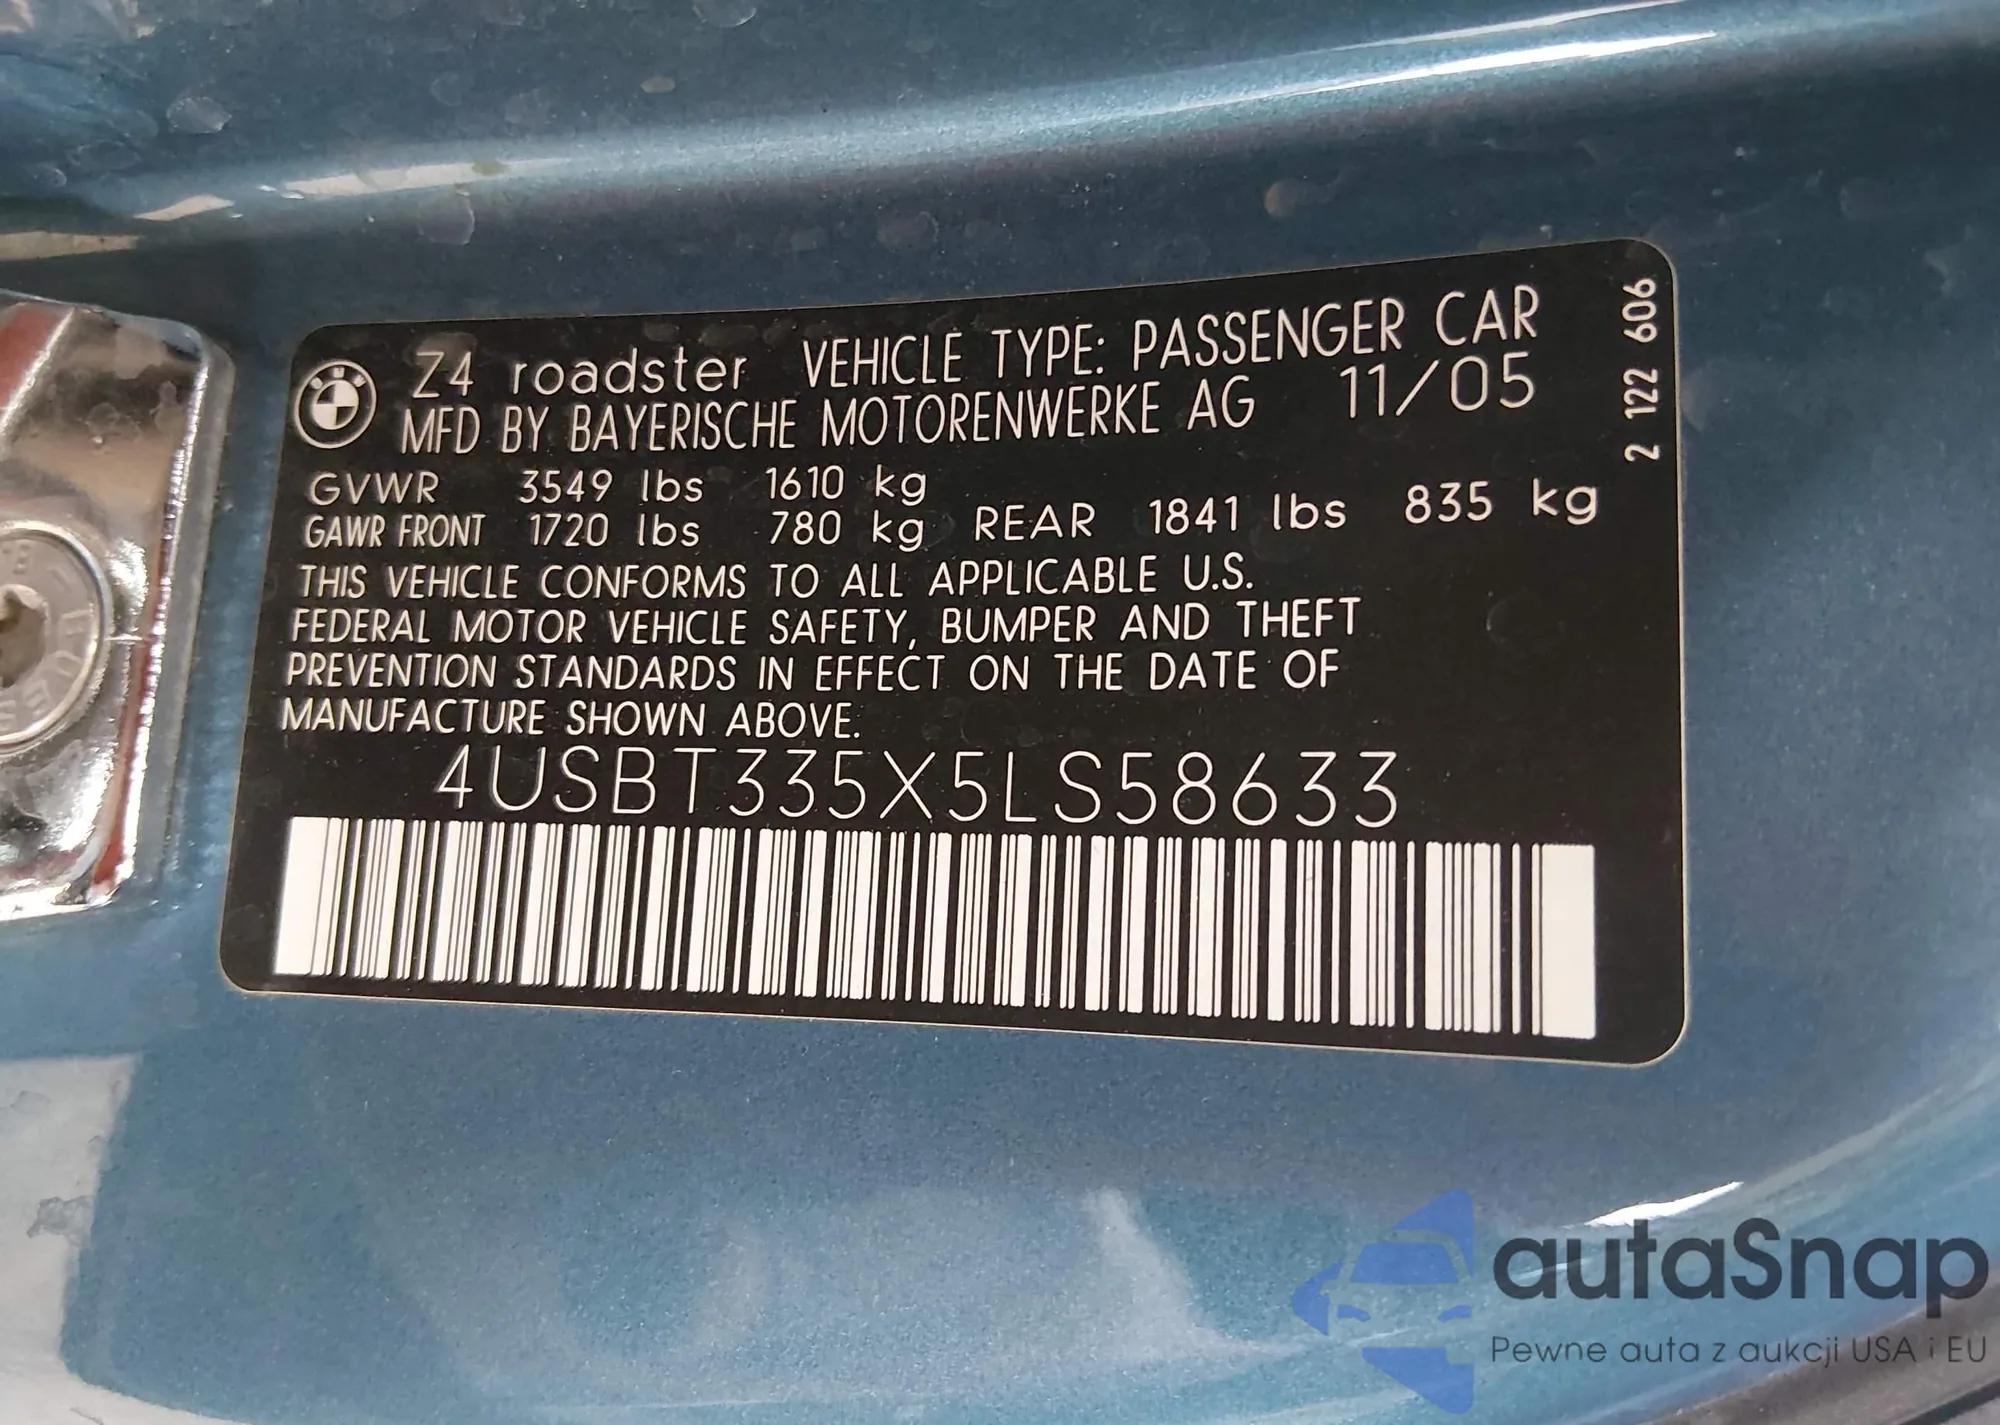 Z4 roadster VEHICLE TYPE: PASSENGER CAR
MFD BY BAYERISCHE MOTORENWERKE AG 11/05
GVWR 3549 lbs 1610 kg
GAWR FRONT 1720 lbs 780 kg REAR 1841 lbs 835 kg
THIS VEHICLE CONFORMS TO ALL APPLICABLE U.S.
FEDERAL MOTOR VEHICLE SAFETY, BUMPER AND THEFT
PREVENTION STANDARDS IN EFFECT ON THE DATE OF
MANUFACTURE SHOWN ABOVE.
4USBT335X5LS58633
2 122 606
autaSnap
Pewne auta z aukcji USA i EU